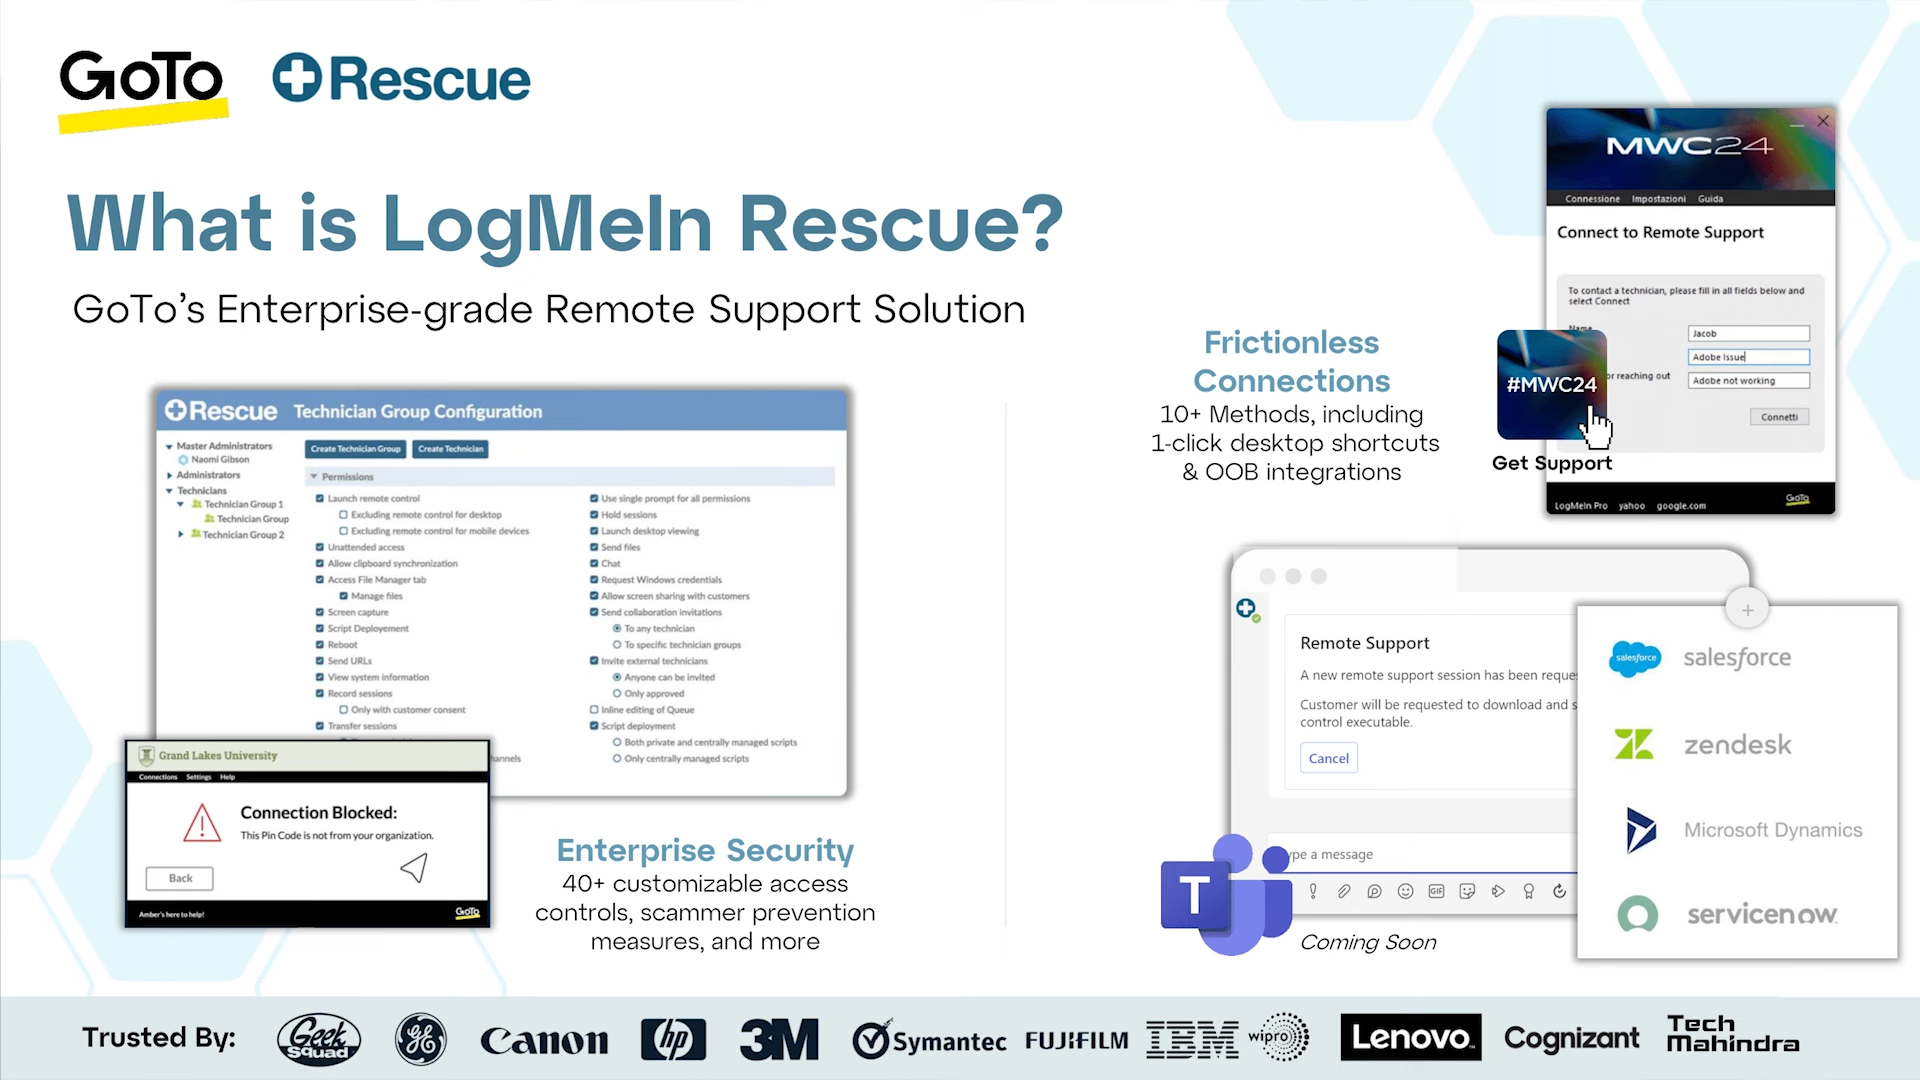 GoTo
Rescue
What is LogMeIn Rescue?
GoTo's Enterprise-grade Remote Support Solution
Rescue
Technician Group Configuration
Master Administrators
Naomi Gibson
Administrators
Technicians
Technician Group 1
Technician Group
Technician Group 2
Create Technician Group
Create Technician
Permissions
Launch remote control
Excluding remote control for desktop
Excluding remote control for mobile devices
Unattended access
Allow clipboard synchronization
Access File Manager tab
Manage files
Screen capture
Script Deployement
Reboot
Send URLs
View system information
Record sessions
Only with customer consent
Transfer sessions
hannels
Use single prompt for all permissions
Hold sessions
Launch desktop viewing
Send files
Chat
Request Windows credentials
Allow screen sharing with customers
Send collaboration invitations
To any technician
To specific technician groups
Invite external technicians
Anyone can be invited
Only approved
Inline editing of Queue
Script deployment
Both private and centrally managed scripts
Only centrally managed scripts
Grand Lakes University
Connections Settings Help
Connection Blocked:
This Pin Code is not from your organization.
Back
Amber's here to help!
GoTo
Enterprise Security
40+ customizable access
controls, scammer prevention
measures, and more
Frictionless
Connections
10+ Methods, including
1-click desktop shortcuts
& OOB integrations
MWC24
Connessione Impostazioni Guida
Connect to Remote Support
To contact a technician, please fill in all fields below and
select Connect
Name
Jacob
Adobe Issue
or reaching out
Adobe not working
Connetti
#MWC24
Get Support
LogMeIn Pro yahoo google.com
GoTo
Remote Support
A new remote support session has been reque
Customer will be requested to download and s
control executable.
Cancel
ype a message
GIF
T
Coming Soon
salesforce
salesforce
zendesk
Microsoft Dynamics
servicenow
Trusted By:
Geek Squad
GE
Canon
hp
3M
Symantec
FUJIFILM
IBM
wipro
Lenovo
Cognizant
Tech
Mahindra